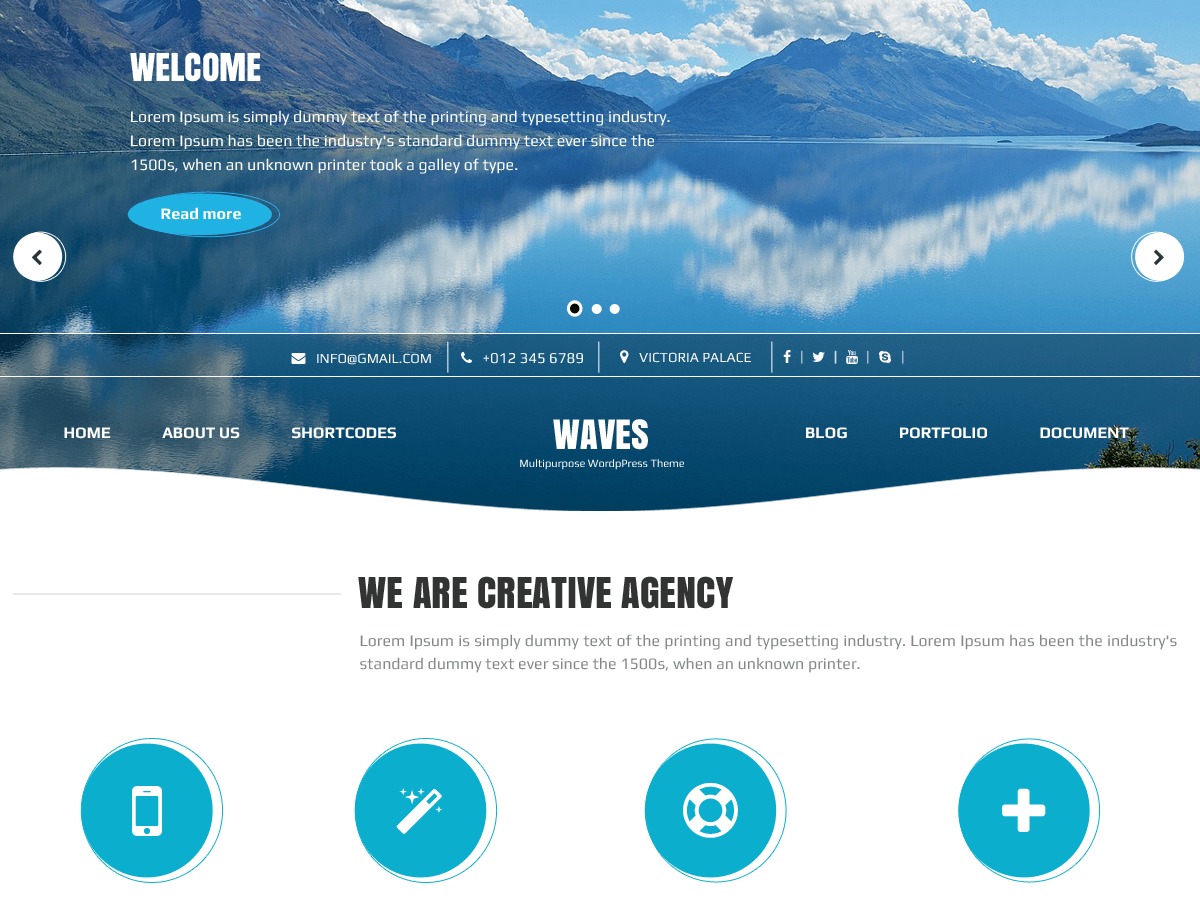 WELCOME
Lorem Ipsum is simply dummy text of the printing and typesetting industry.
Lorem Ipsum has been the industry's standard dummy text ever since the
1500s, when an unknown printer took a galley of type.
Read more
INFO@GMAIL.COM | +012 345 6789 | VICTORIA PALACE | You Tube
HOME ABOUT US SHORTCODES WAVES BLOG PORTFOLIO DOCUMENT
Multipurpose WordPress Theme
WE ARE CREATIVE AGENCY
Lorem Ipsum is simply dummy text of the printing and typesetting industry. Lorem Ipsum has been the industry's
standard dummy text ever since the 1500s, when an unknown printer.